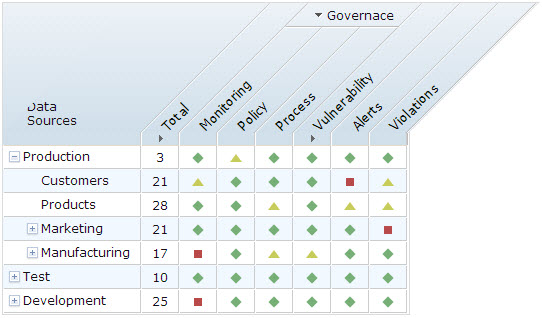 Governace
Data
Sources
Total
Monitoring
Policy
Process
Vulnerability
Alerts
Violations
Production 3
Customers 21
Products 28
Marketing 21
Manufacturing 17
Test 10
Development 25